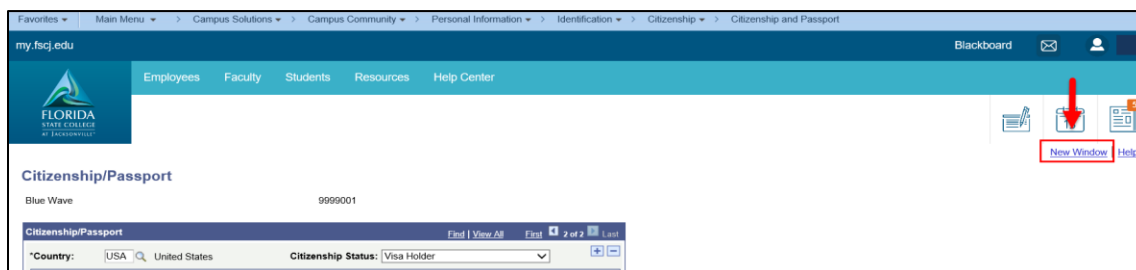 Favorites Main Menu > Campus Solutions > Campus Community > Personal Information > Identification > Citizenship > Citizenship and Passport
my.fscj.edu Blackboard
Employees Faculty Students Resources Help Center
FLORIDA
STATE COLLEGE
AT JACKSONVILLE
New Window | Help
Citizenship/Passport
Blue Wave 9999001
Citizenship/Passport Find | View All First 2 of 2 Last
*Country: USA United States Citizenship Status: Visa Holder